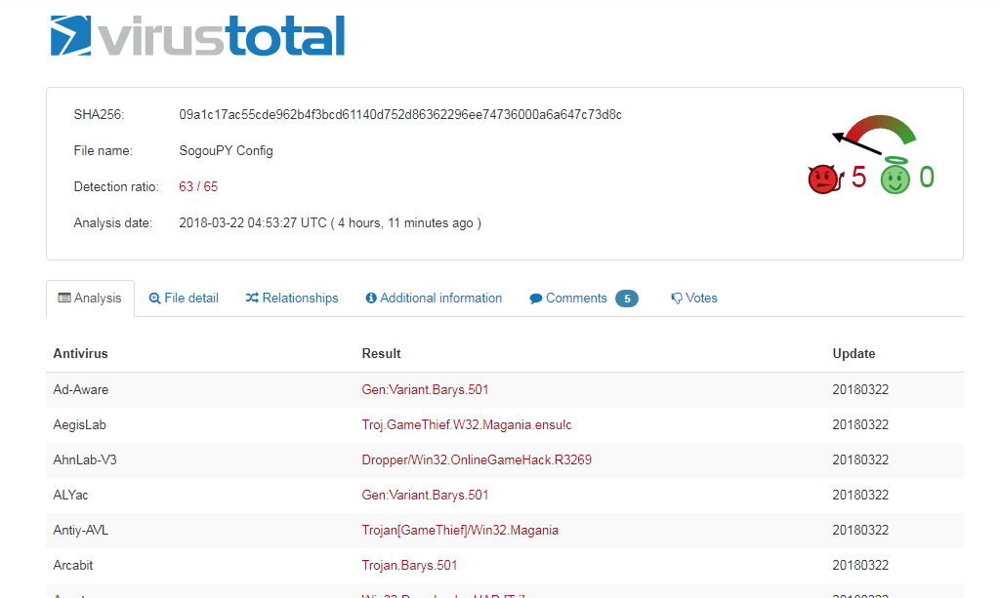 virustotal
SHA256: 09a1c17ac55cde962b4f3bcd61140d752d86362296ee74736000a6a647c73d8c
File name: SogouPY Config
Detection ratio: 63 / 65
Analysis date: 2018-03-22 04:53:27 UTC ( 4 hours, 11 minutes ago )
5 0
Analysis File detail Relationships Additional information Comments 5 Votes
Antivirus Result Update
Ad-Aware Gen:Variant.Barys.501 20180322
AegisLab Troj.GameThief.W32.Magania.ensu!c 20180322
AhnLab-V3 Dropper/Win32.OnlineGameHack.R3269 20180322
ALYac Gen:Variant.Barys.501 20180322
Antiy-AVL Trojan[GameThief]/Win32.Magania 20180322
Arcabit Trojan.Barys.501 20180322